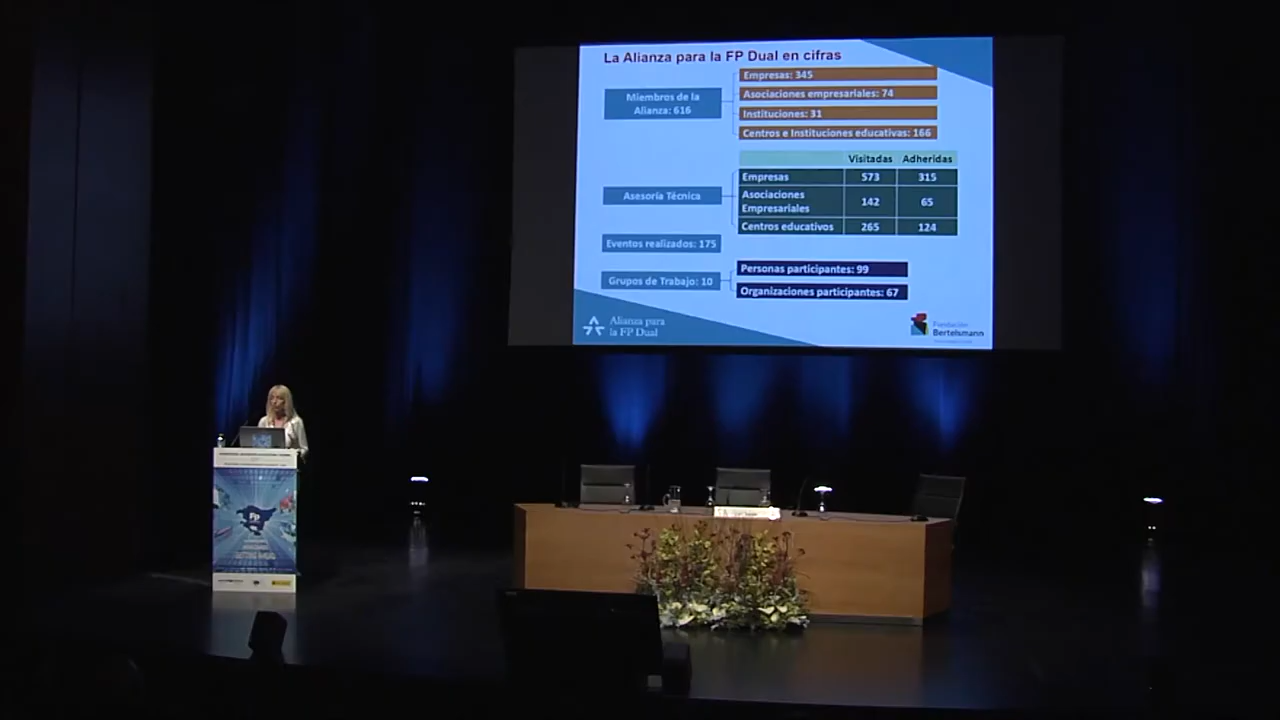 La Alianza para la FP Dual en cifras
Miembros de la
Alianza: 616
Empresas: 345
Asociaciones empresariales: 74
Instituciones: 31
Centros e Instituciones educativas: 166
Asesoría Técnica
Visitadas Adheridas
Empresas 573 315
Asociaciones
Empresariales 142 65
Centros educativos 265 124
Eventos realizados: 175
Grupos de Trabajo: 10
Personas participantes: 99
Organizaciones participantes: 67
Alianza para
la FP Dual
Fundación
Bertelsmann
FP